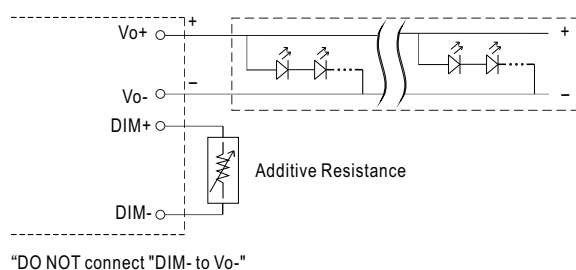 Vo+
+
+
Vo-
−
−
DIM+
Additive Resistance
DIM-
“DO NOT connect "DIM- to Vo-"